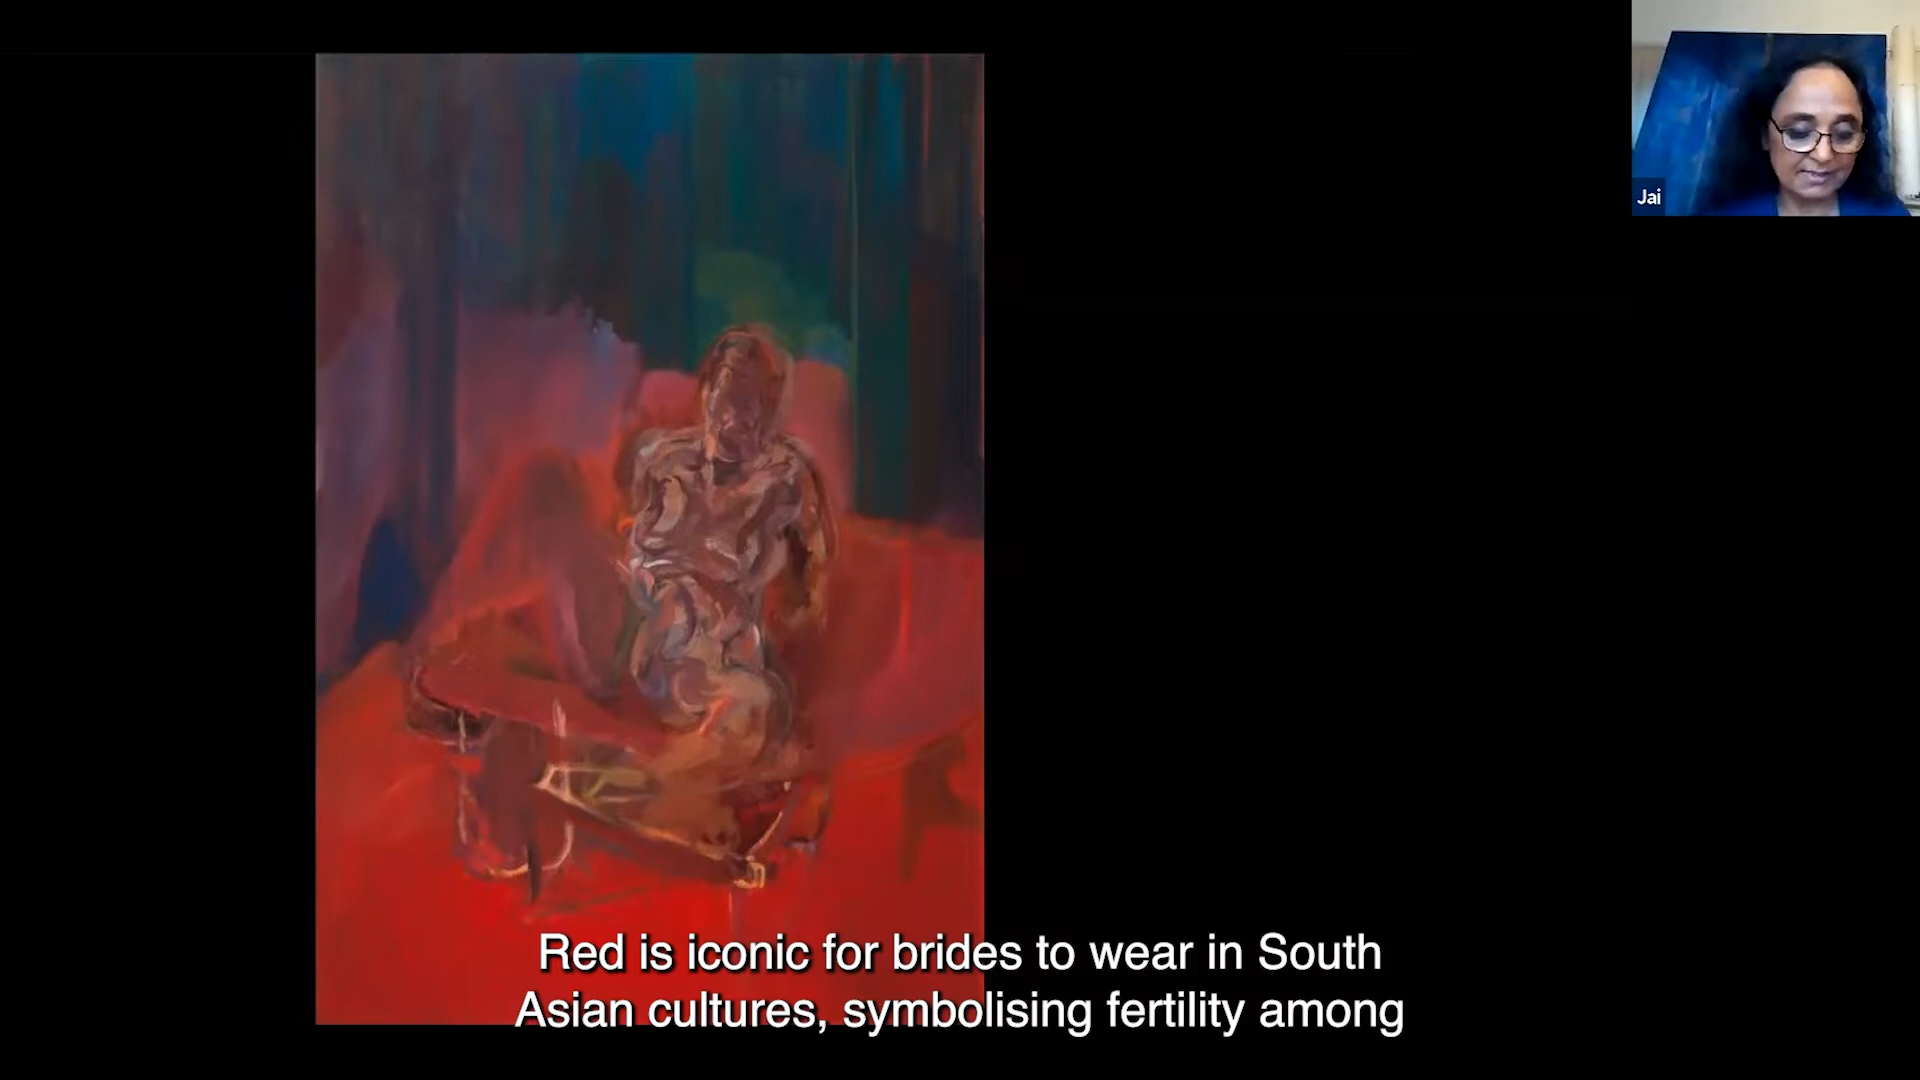 Jai
Red is iconic for brides to wear in South
Asian cultures, symbolising fertility among